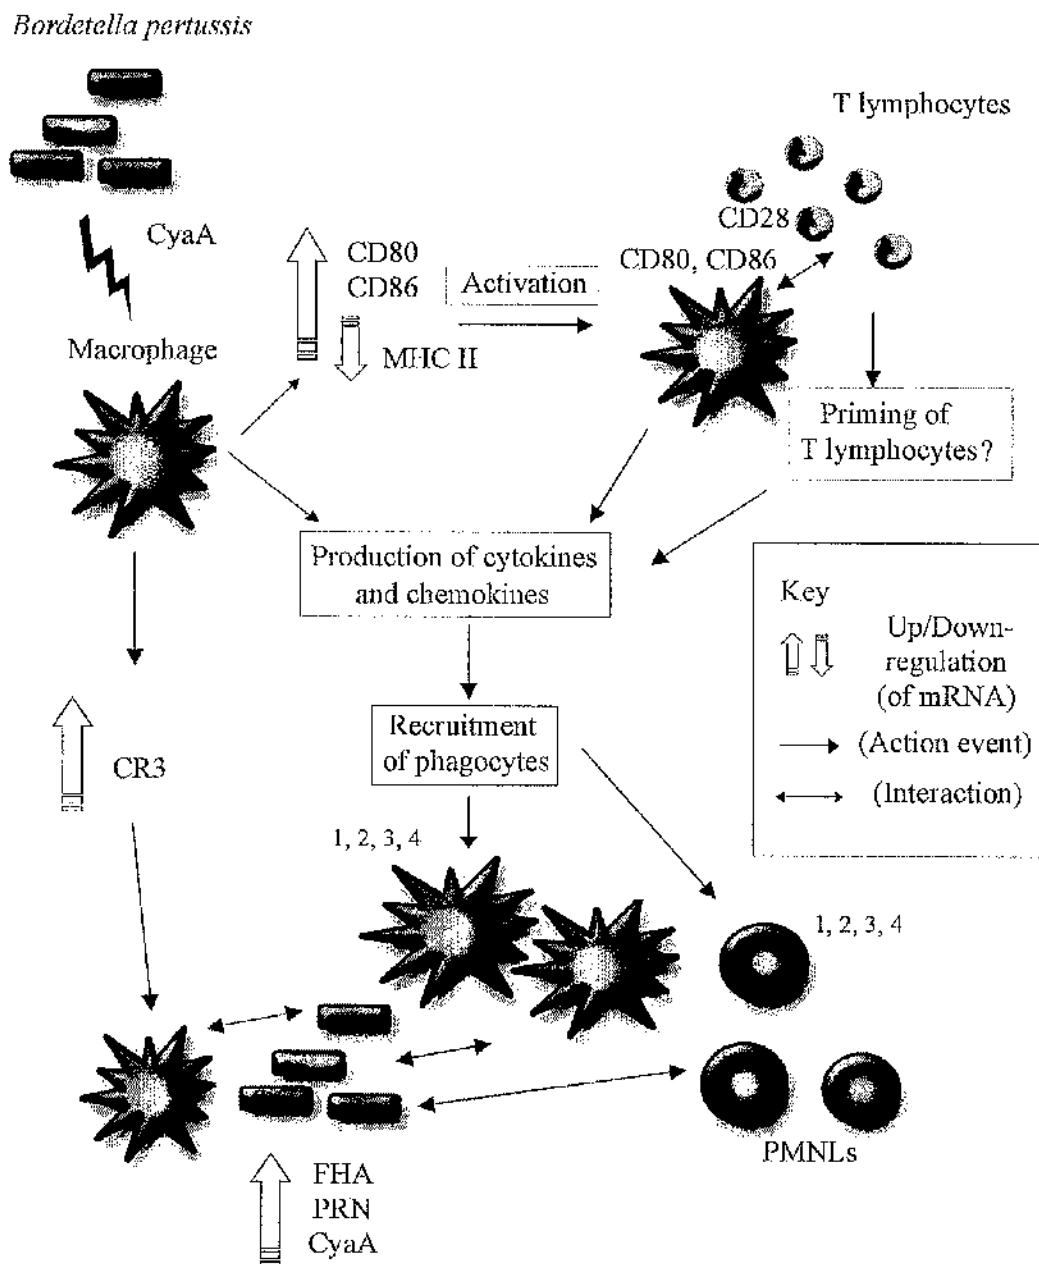 Bordetella pertussis
T lymphocytes
CyaA
CD28
CD80
CD86
Activation
CD80, CD86
Macrophage
MHC II
Priming of
T lymphocytes?
Production of cytokines
and chemokines
Key
Up/Down-
regulation
(of mRNA)
(Action event)
(Interaction)
Recruitment
of phagocytes
CR3
1, 2, 3, 4
1, 2, 3, 4
PMNLs
FHA
PRN
CyaA